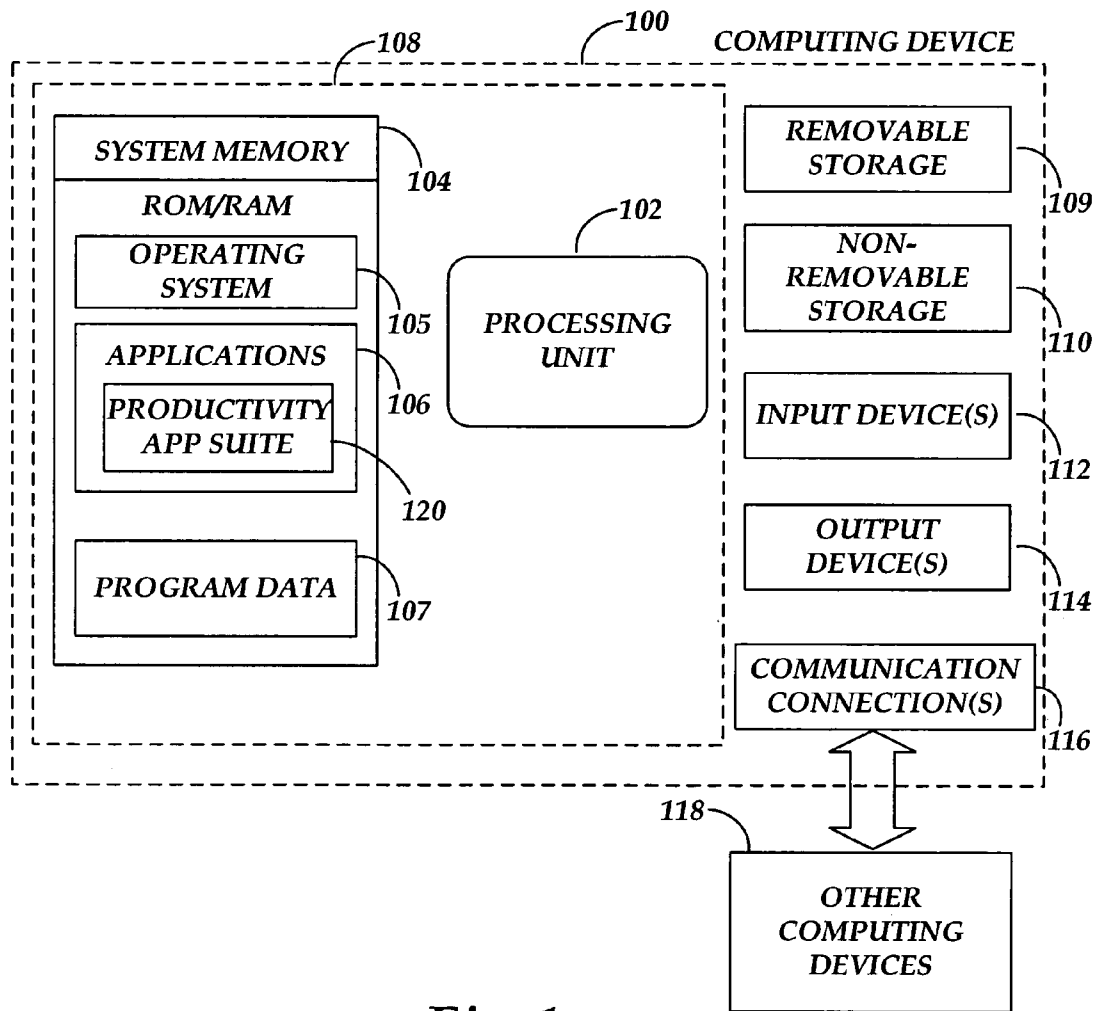 100
COMPUTING DEVICE
108
SYSTEM MEMORY
104
ROM/RAM
OPERATING
SYSTEM
105
APPLICATIONS
106
PRODUCTIVITY
APP SUITE
120
PROGRAM DATA
107
102
PROCESSING
UNIT
REMOVABLE
STORAGE
109
NON-
REMOVABLE
STORAGE
110
INPUT DEVICE(S)
112
OUTPUT
DEVICE(S)
114
COMMUNICATION
CONNECTION(S)
116
118
OTHER
COMPUTING
DEVICES